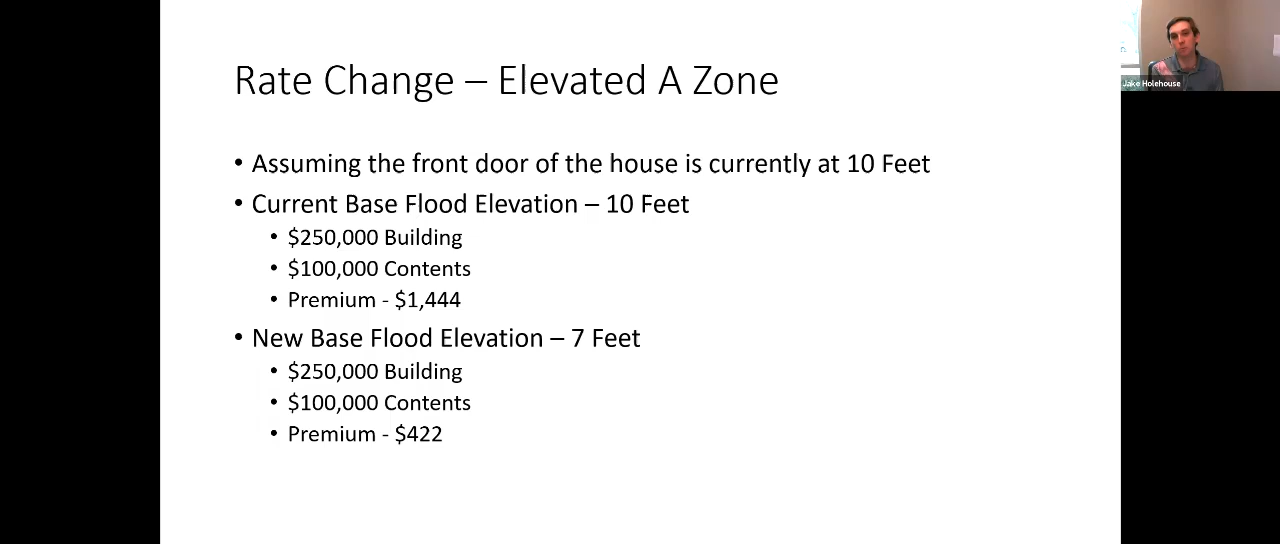 Rate Change – Elevated A Zone
• Assuming the front door of the house is currently at 10 Feet
• Current Base Flood Elevation – 10 Feet
• $250,000 Building
• $100,000 Contents
• Premium - $1,444
• New Base Flood Elevation – 7 Feet
• $250,000 Building
• $100,000 Contents
• Premium - $422
Jake Holehouse